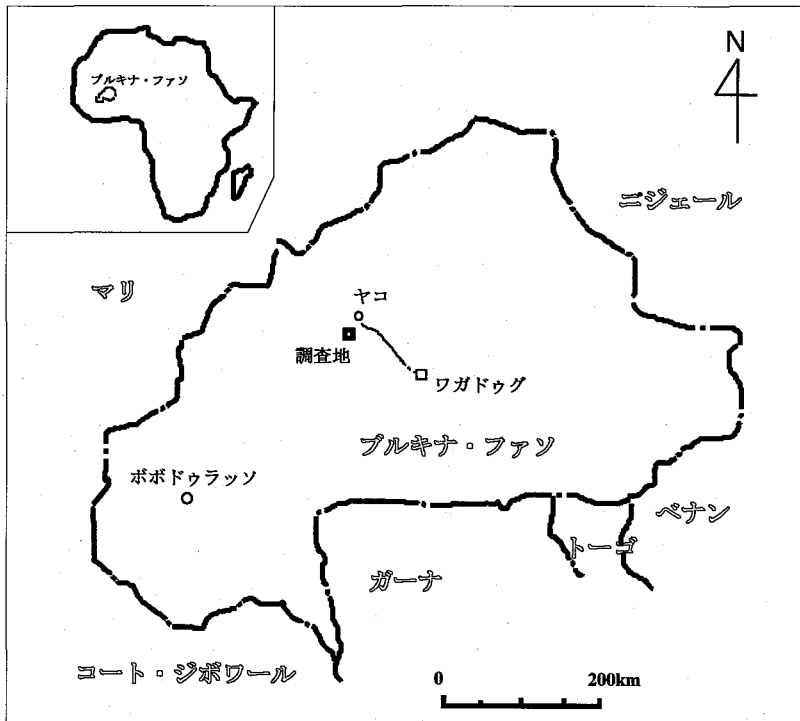 ブルキナ・ファソ
N
ニジェール
マリ
ヤコ
調査地
ワガドゥグ
ブルキナ・ファソ
ボボドゥラッソ
ベナン
トーゴ
ガーナ
コート・ジボワール
0 200km